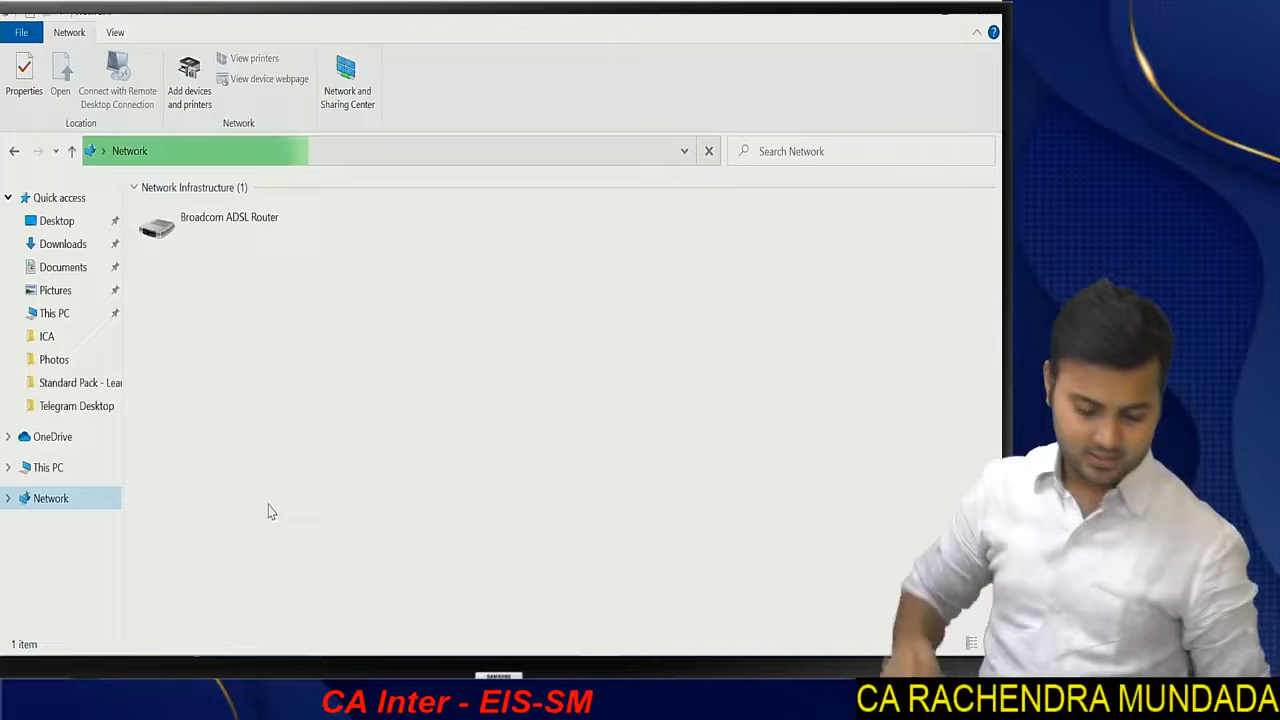 File
Network
View
Properties
Open
Connect with Remote
Desktop Connection
Add devices
and printers
View printers
View device webpage
Network and
Sharing Center
Location
Network
Network
Search Network
Quick access
Desktop
Downloads
Documents
Pictures
This PC
ICA
Photos
Standard Pack - Lear
Telegram Desktop
OneDrive
This PC
Network
Network Infrastructure (1)
Broadcom ADSL Router
1 item
SAMSUNG
CA Inter - EIS-SM
CA RACHENDRA MUNDADA